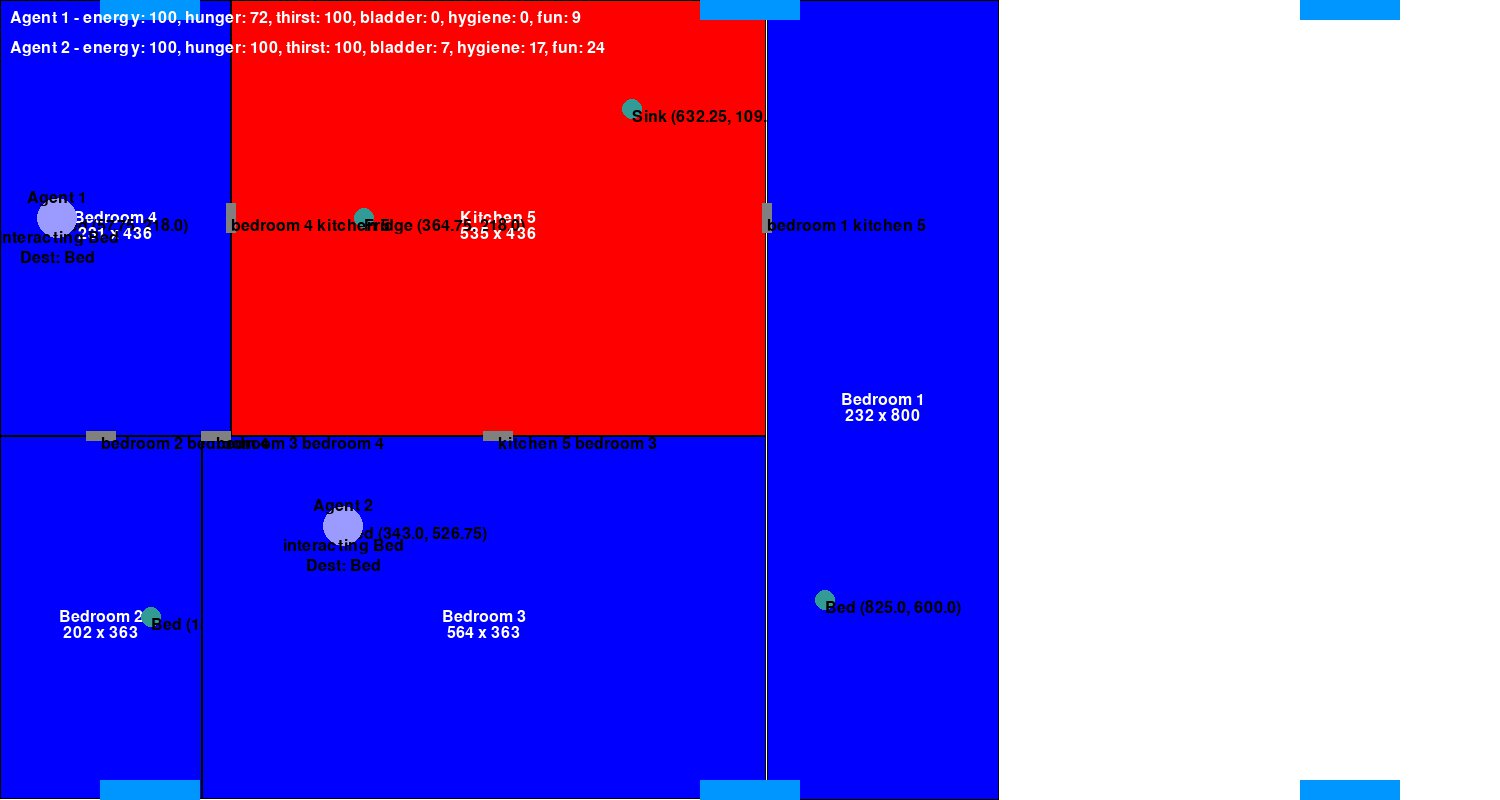 Agent 1 - energy: 100, hunger: 72, thirst: 100, bladder: 0, hygiene: 0, fun: 9
Agent 2 - energy: 100, hunger: 100, thirst: 100, bladder: 7, hygiene: 17, fun: 24
Sink (632.25, 109.
Agent 1
Bedroom 4
231 x 436
18.0)
interacting Bed
Dest: Bed
bedroom 4 kitchen 5
Fridge (364.75, 218.0)
Kitchen 5
535 x 436
bedroom 1 kitchen 5
Bedroom 1
232 x 800
bedroom 2
bedroom 3 bedroom 4
kitchen 5 bedroom 3
Agent 2
d (343.0, 526.75)
interacting Bed
Dest: Bed
Bedroom 2
202 x 363
Bed (1
Bedroom 3
564 x 363
Bed (825.0, 600.0)